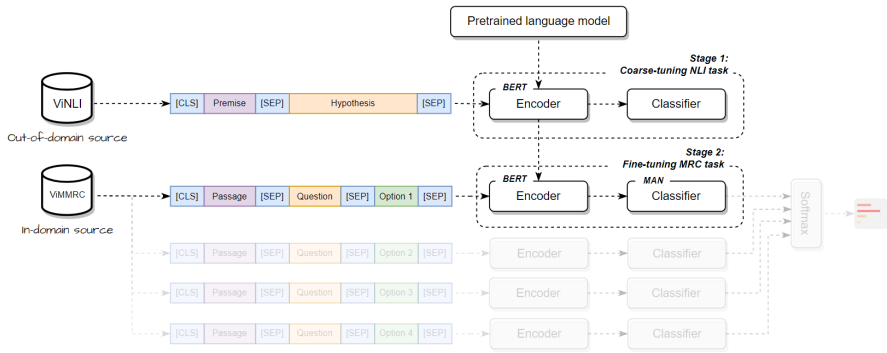 Pretrained language model
Stage 1:
Coarse-tuning NLI task
ViNLI
[CLS] Premise [SEP] Hypothesis [SEP]
BERT
Encoder
Classifier
Out-of-domain source
Stage 2:
Fine-tuning MRC task
ViMMRC
[CLS] Passage [SEP] Question [SEP] Option 1 [SEP]
BERT
Encoder
MAN
Classifier
In-domain source
Softmax
[CLS] Passage [SEP] Question [SEP] Option 2 [SEP]
Encoder
Classifier
[CLS] Passage [SEP] Question [SEP] Option 3 [SEP]
Encoder
Classifier
[CLS] Passage [SEP] Question [SEP] Option 4 [SEP]
Encoder
Classifier